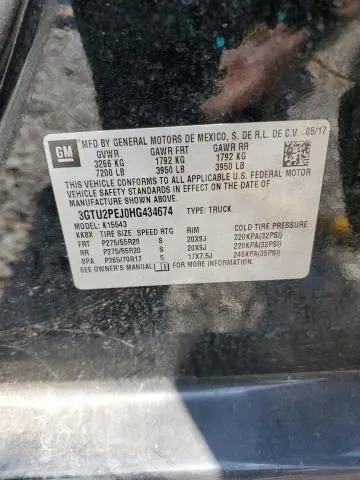 GM
MFD BY GENERAL MOTORS DE MEXICO, S. DE R.L. DE C.V. 05/17
GVWR GAWR FRT GAWR RR
3266 KG 1792 KG 1792 KG
7200 LB 3950 LB 3950 LB
THIS VEHICLE CONFORMS TO ALL APPLICABLE U.S. FEDERAL MOTOR
VEHICLE SAFETY STANDARDS IN EFFECT ON THE DATE OF
MANUFACTURE SHOWN ABOVE.
3GTU2PEJ0HG434674 TYPE: TRUCK
MODEL: K15543
KK8X TIRE SIZE SPEED RTG RIM COLD TIRE PRESSURE
FRT P275/55R20 S 20X9J 220KPA(32PSI)
RR P275/55R20 S 20X9J 220KPA(32PSI)
SPA P265/70R17 S 17X7.5J 240KPA(35PSI)
SEE OWNER'S MANUAL FOR MORE INFORMATION.